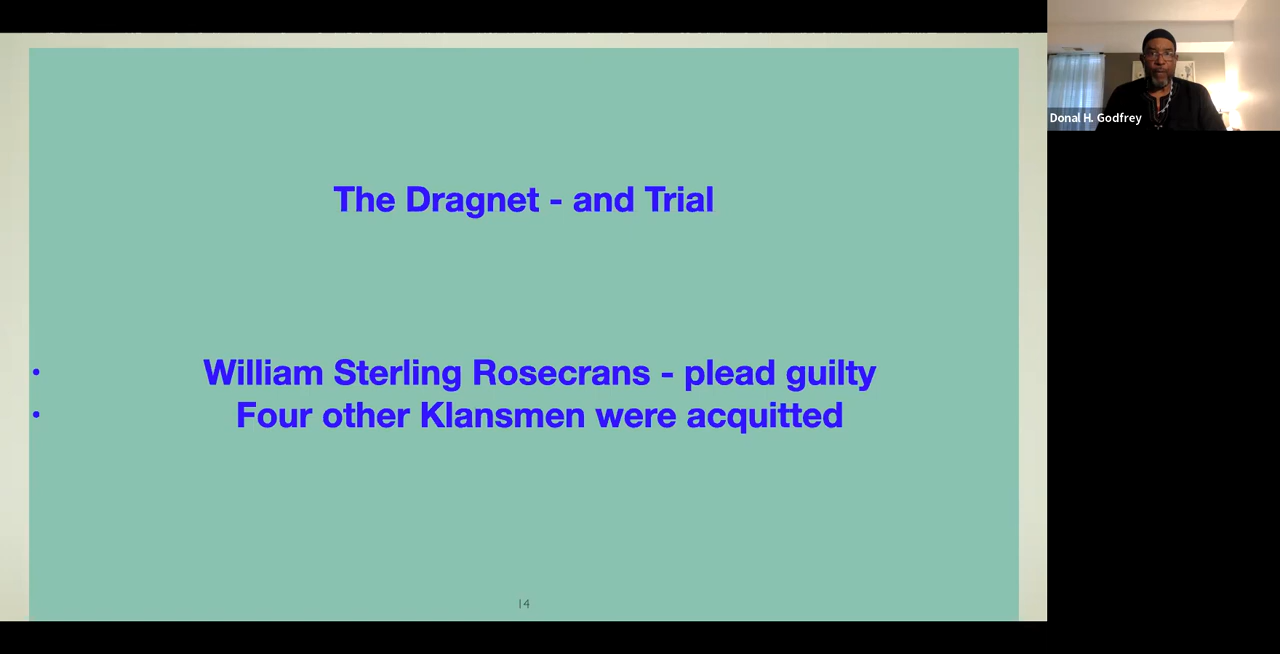 The Dragnet - and Trial
• William Sterling Rosecrans - plead guilty
• Four other Klansmen were acquitted
14
Donal H. Godfrey